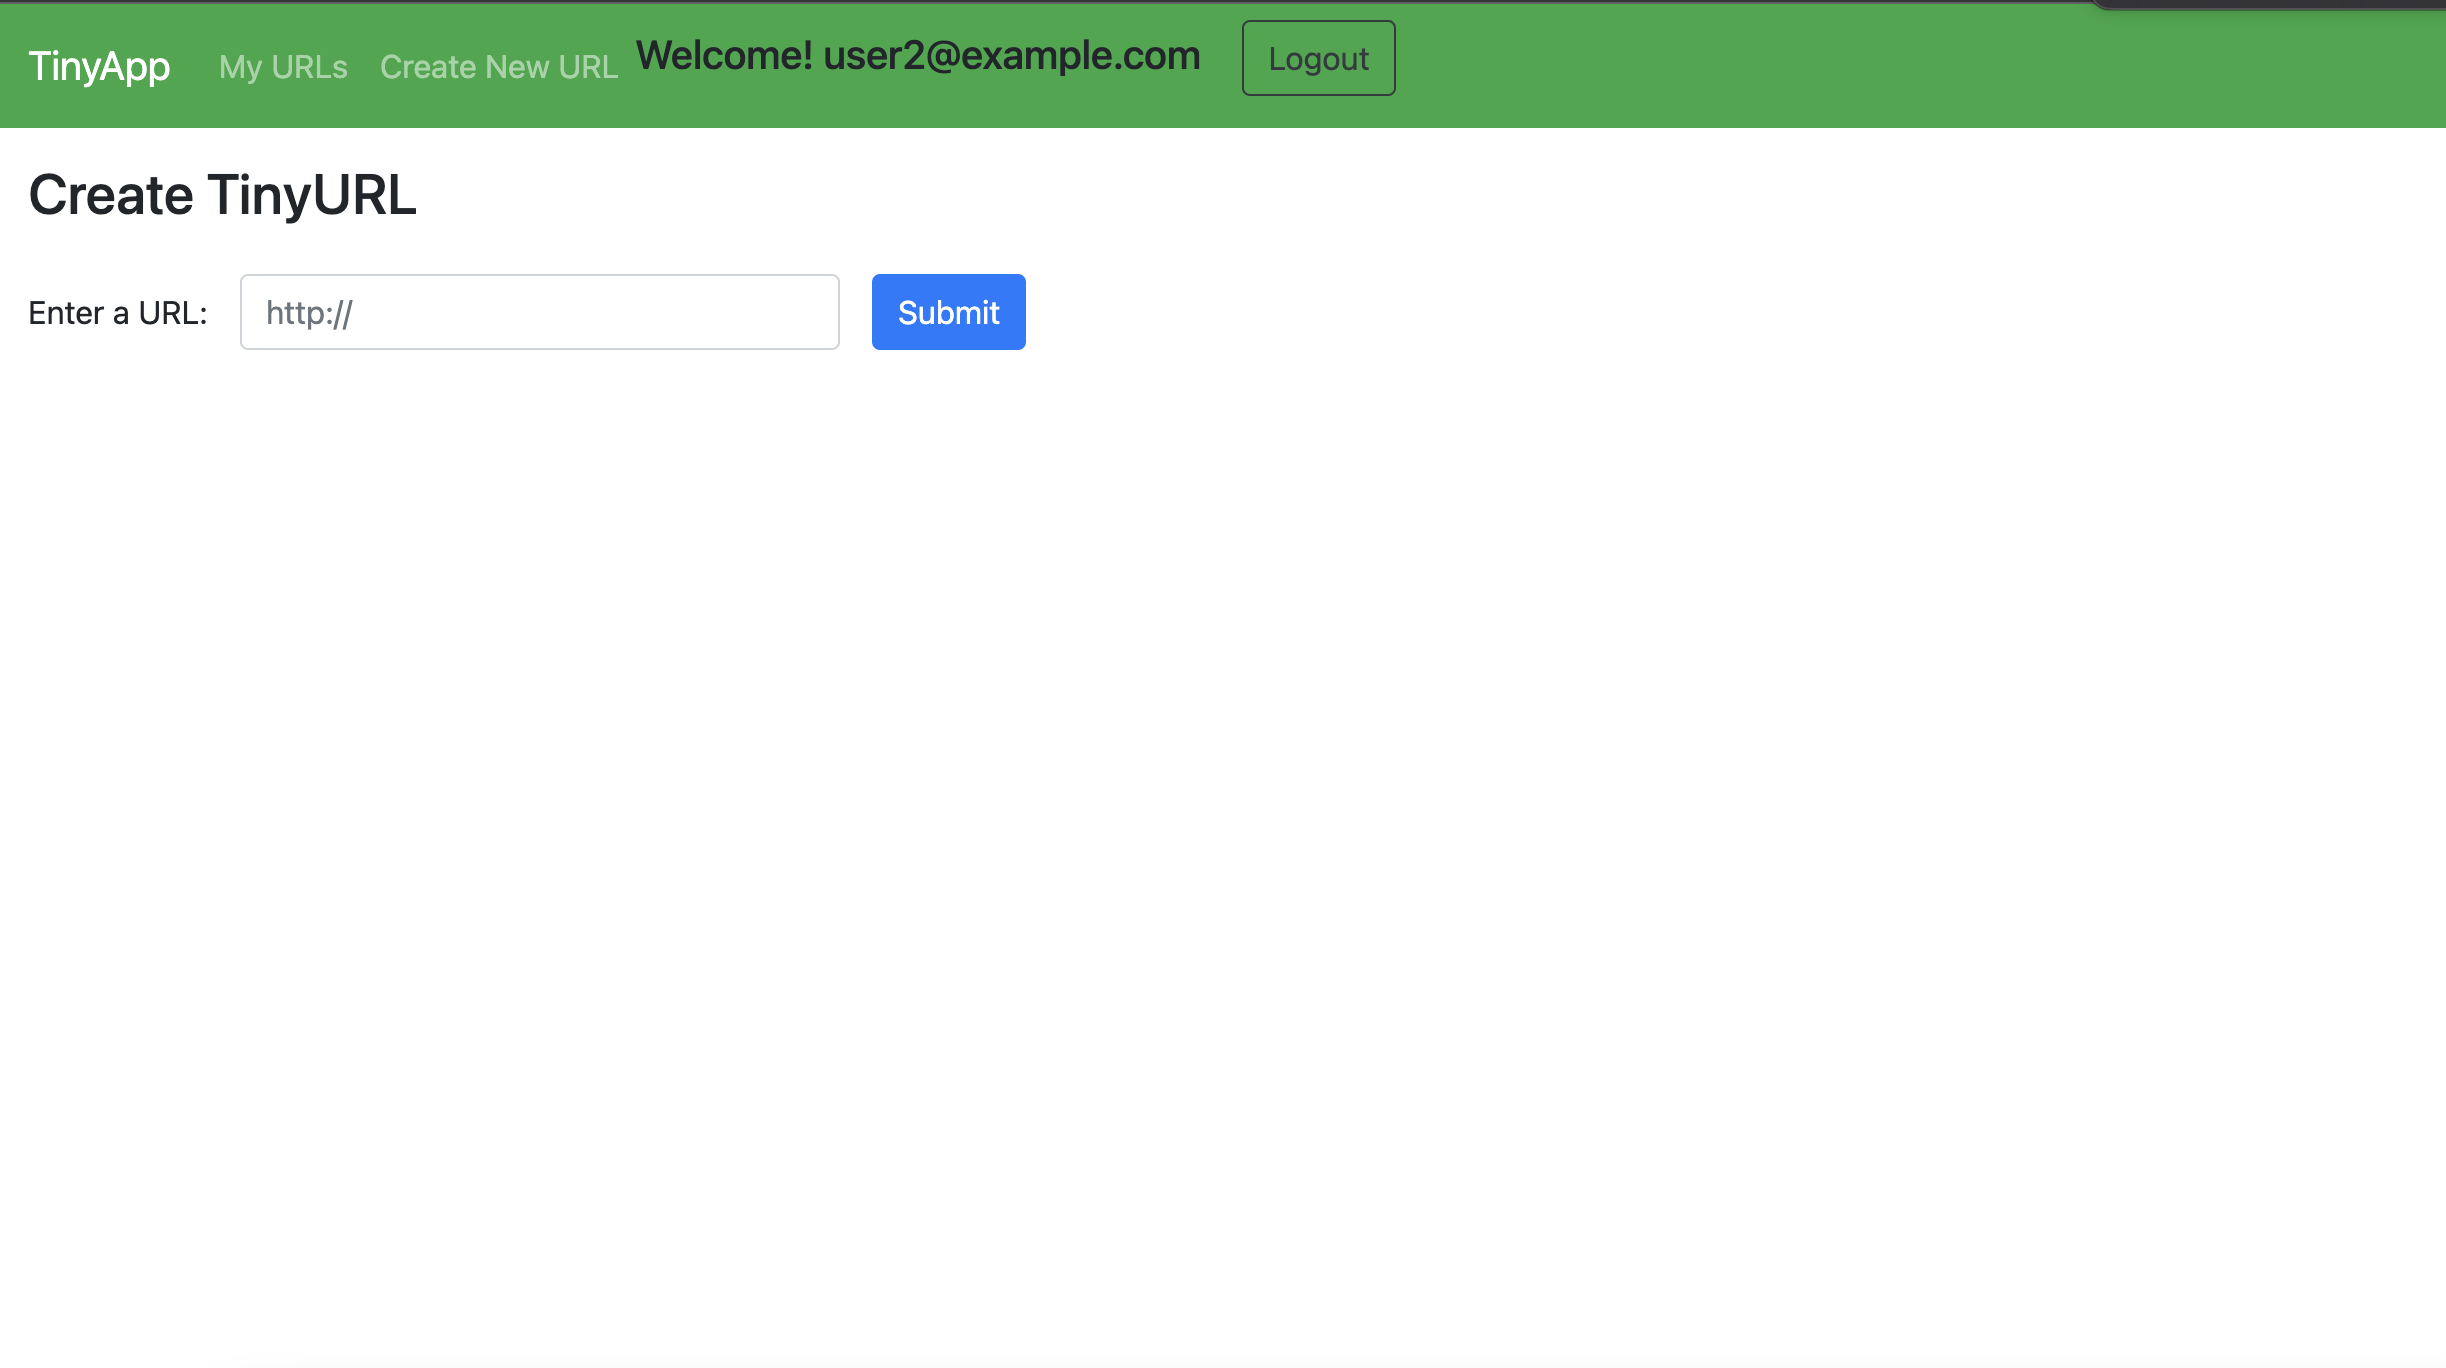 TinyApp My URLs Create New URL Welcome! user2@example.com Logout
Create TinyURL
Enter a URL: http:// Submit